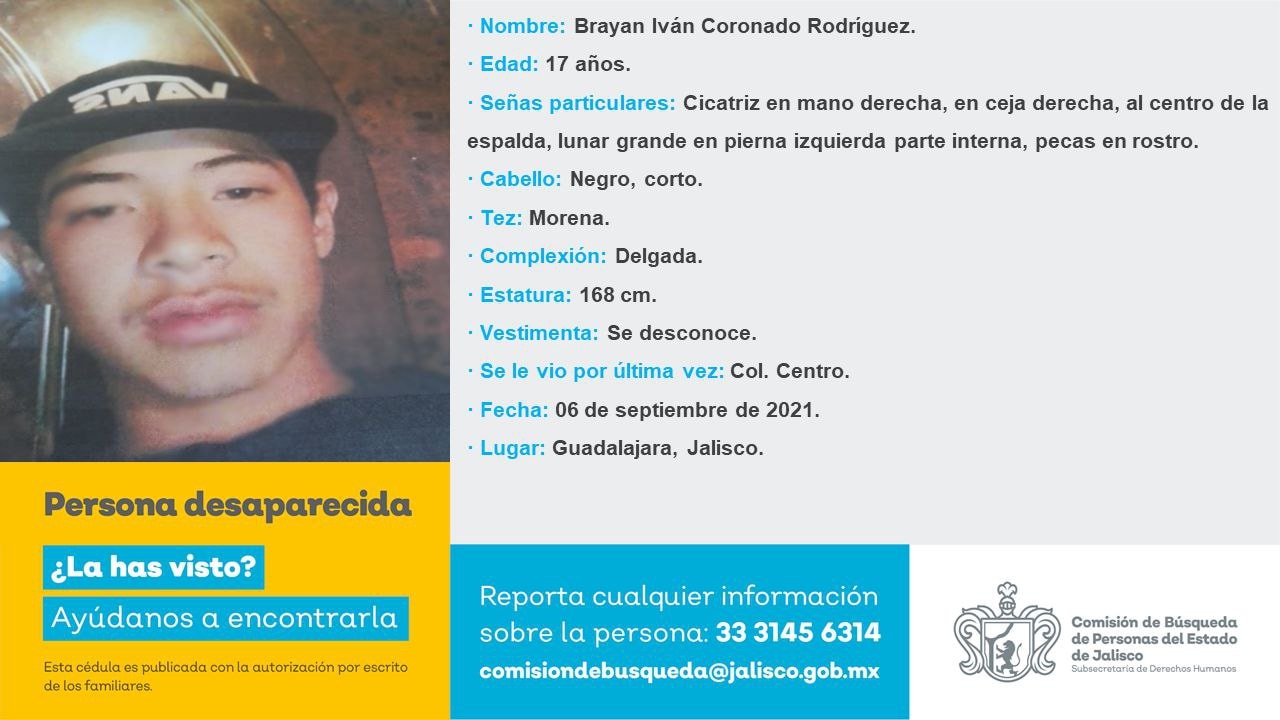 VANS
· Nombre: Brayan Iván Coronado Rodríguez.
· Edad: 17 años.
· Señas particulares: Cicatriz en mano derecha, en ceja derecha, al centro de la
espalda, lunar grande en pierna izquierda parte interna, pecas en rostro.
· Cabello: Negro, corto.
· Tez: Morena.
· Complexión: Delgada.
· Estatura: 168 cm.
· Vestimenta: Se desconoce.
· Se le vio por última vez: Col. Centro.
· Fecha: 06 de septiembre de 2021.
· Lugar: Guadalajara, Jalisco.
Persona desaparecida
¿La has visto?
Ayúdanos a encontrarla
Esta cédula es publicada con la autorización por escrito
de los familiares.
Reporta cualquier información
sobre la persona: 33 3145 6314
comisiondebusqueda@jalisco.gob.mx
Comisión de Búsqueda
de Personas del Estado
de Jalisco
Subsecretaría de Derechos Humanos